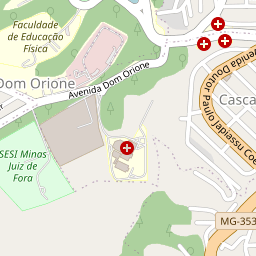 Faculdade
de Educação
Física
Dom Orione
Avenida Dom Orione
Casca
Avenida Doutor Paulo Japiassu Coe
SESI Minas
Juiz de
Fora
MG-353